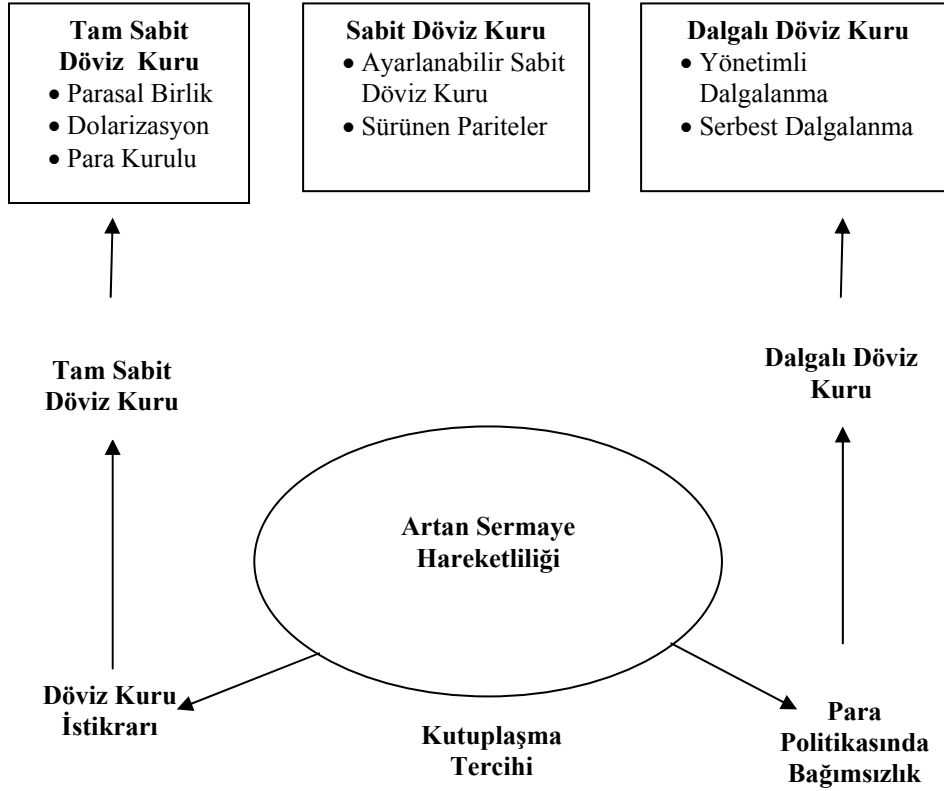 Tam Sabit
Döviz Kuru
• Parasal Birlik
• Dolarizasyon
• Para Kurulu
Sabit Döviz Kuru
• Ayarlanabilir Sabit
Döviz Kuru
• Sürünen Pariteler
Dalgalı Döviz Kuru
• Yönetimli
Dalgalanma
• Serbest Dalgalanma
Tam Sabit
Döviz Kuru
Dalgalı Döviz
Kuru
Artan Sermaye
Hareketliliği
Döviz Kuru
İstikrarı
Kutuplaşma
Tercihi
Para
Politikasında
Bağımsızlık